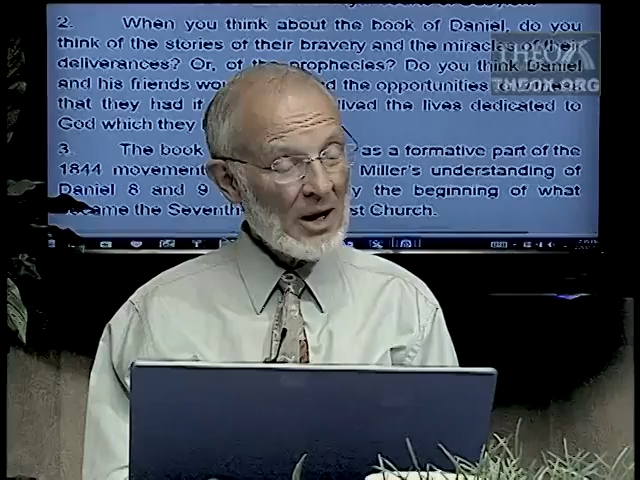 2. When you think about the book of Daniel, do you
think of the stories of their bravery and the miracles of their
deliverances? Or, of the prophecies? Do you think Daniel
and his friends the opportunities
that they had lived the lives dedicated to
God which they
3. The book as a formative part of the
1844 movement Miller's understanding of
Daniel 8 and 9 the beginning of what
became the Church.
THEOX
THEOX.ORG